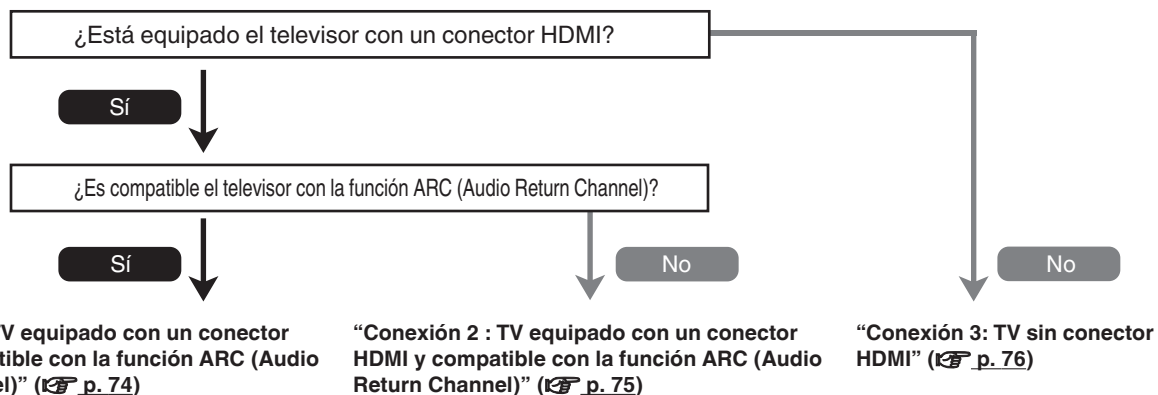 ¿Está equipado el televisor con un conector HDMI?
Sí
¿Es compatible el televisor con la función ARC (Audio Return Channel)?
Sí
No
No
V equipado con un conector
tible con la función ARC (Audio
el)” (☞ p. 74)
“Conexión 2 : TV equipado con un conector
HDMI y compatible con la función ARC (Audio
Return Channel)” (☞ p. 75)
“Conexión 3: TV sin conector
HDMI” (☞ p. 76)